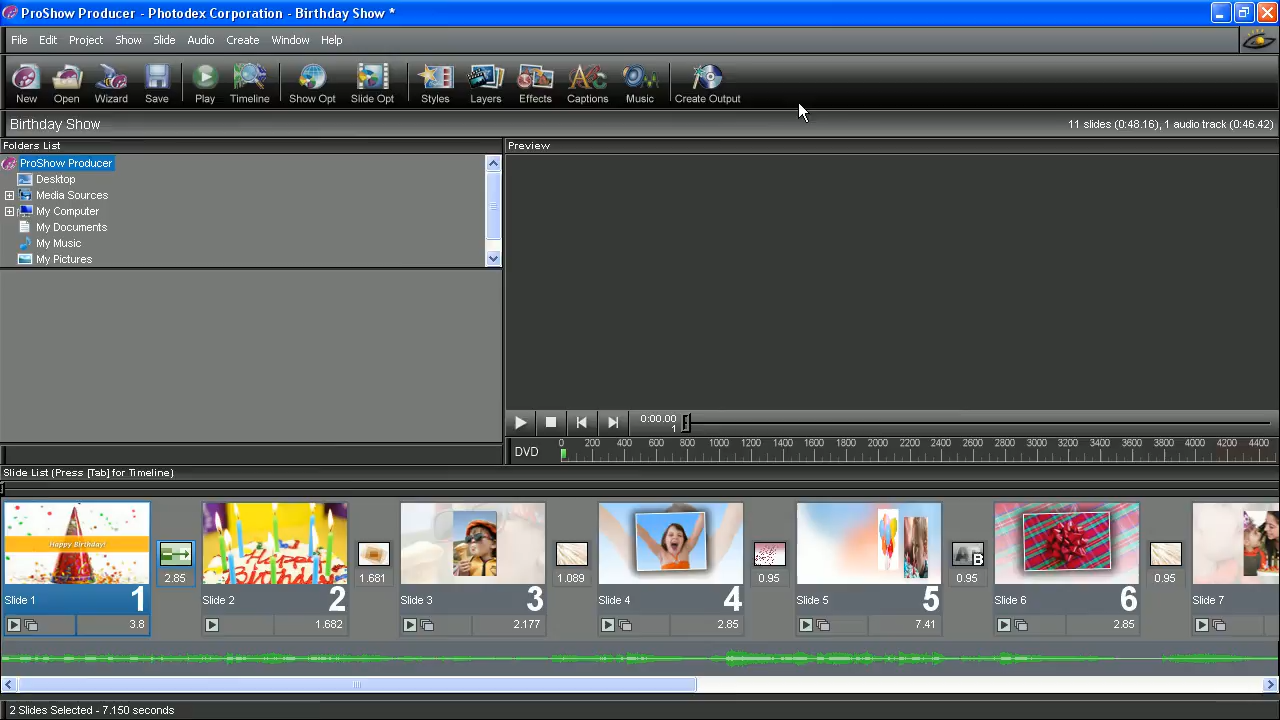 ProShow Producer - Photodex Corporation - Birthday Show *
File Edit Project Show Slide Audio Create Window Help
New Open Wizard Save Play Timeline Show Opt Slide Opt Styles Layers Effects Captions Music Create Output
Birthday Show 11 slides (0:48.16), 1 audio track (0:46.42)
Folders List
Preview
ProShow Producer
Desktop
Media Sources
My Computer
My Documents
My Music
My Pictures
0:00.00
1
DVD 0 200 400 600 800 1000 1200 1400 1600 1800 2000 2200 2400 2600 2800 3000 3200 3400 3600 3800 4000 4200 4400
Slide List (Press [Tab] for Timeline)
Happy Birthday!
B
2.85 1.681 1.089 0.95 0.95 0.95
Slide 1 1 Slide 2 2 Slide 3 3 Slide 4 4 Slide 5 5 Slide 6 6 Slide 7
3.8 1.682 2.177 2.85 7.41 2.85
2 Slides Selected - 7.150 seconds